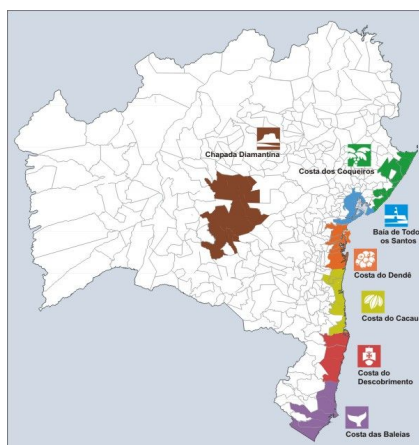 Chapada Diamantina
Costa dos Coqueiros
Baía de Todos
os Santos
Costa do Dendê
Costa do Cacau
Costa do
Descobrimento
Costa das Baleias